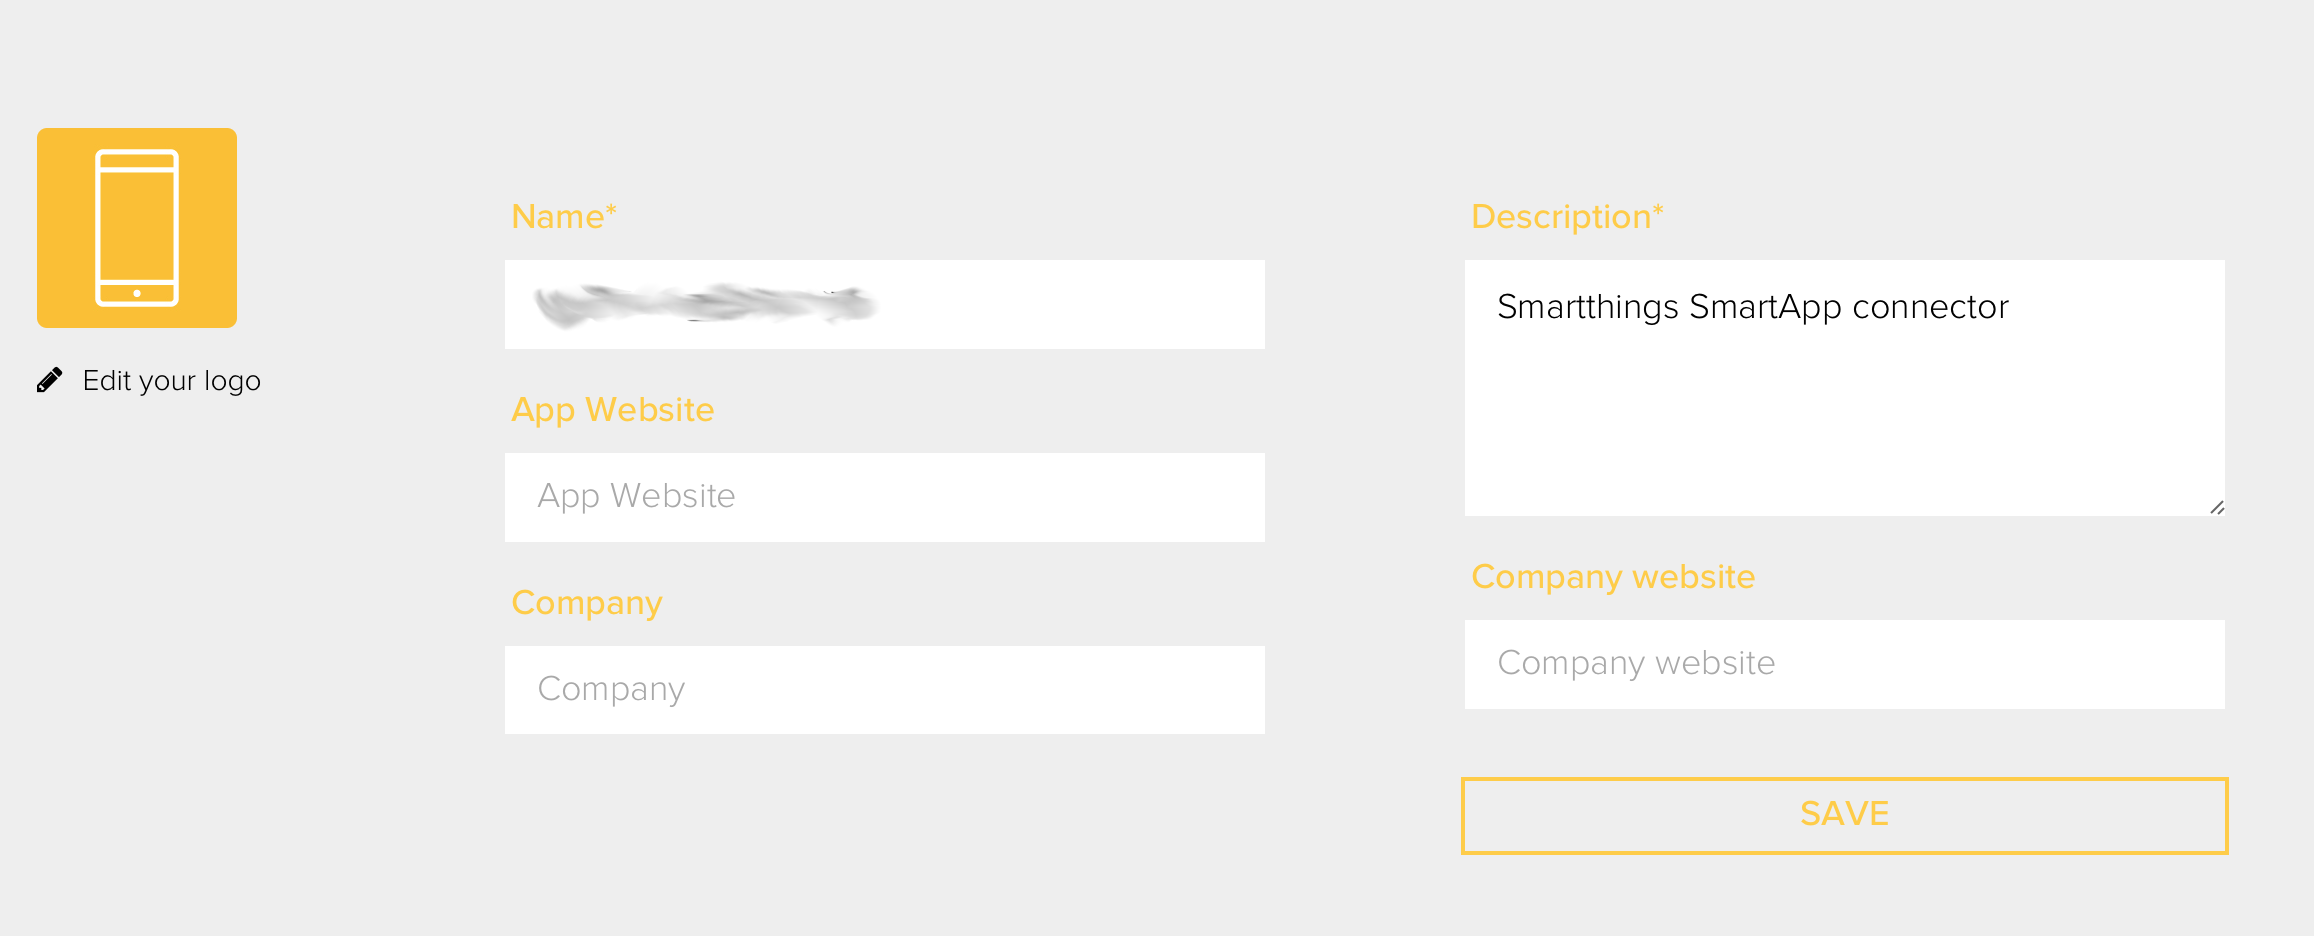 Edit your logo
Name*
App Website
App Website
Company
Company
Description*
Smartthings SmartApp connector
Company website
Company website
SAVE